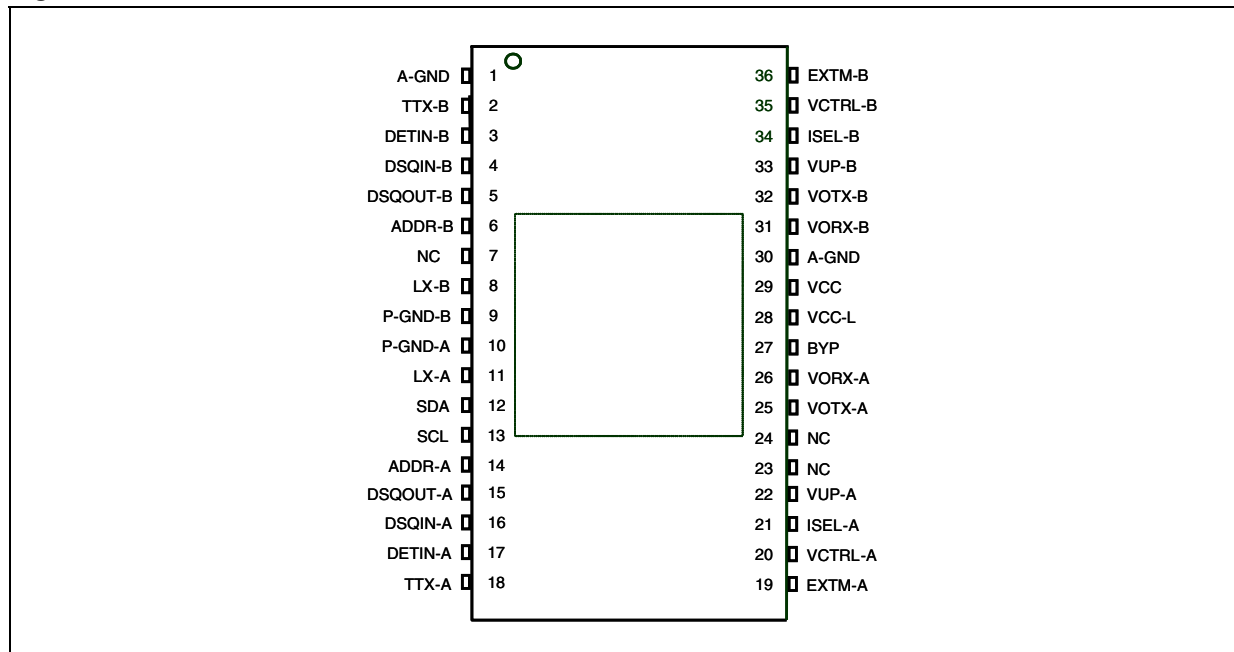 A-GND 1
TTX-B 2
DETIN-B 3
DSQIN-B 4
DSQOUT-B 5
ADDR-B 6
NC 7
LX-B 8
P-GND-B 9
P-GND-A 10
LX-A 11
SDA 12
SCL 13
ADDR-A 14
DSQOUT-A 15
DSQIN-A 16
DETIN-A 17
TTX-A 18
36 EXTM-B
35 VCTRL-B
34 ISEL-B
33 VUP-B
32 VOTX-B
31 VORX-B
30 A-GND
29 VCC
28 VCC-L
27 BYP
26 VORX-A
25 VOTX-A
24 NC
23 NC
22 VUP-A
21 ISEL-A
20 VCTRL-A
19 EXTM-A